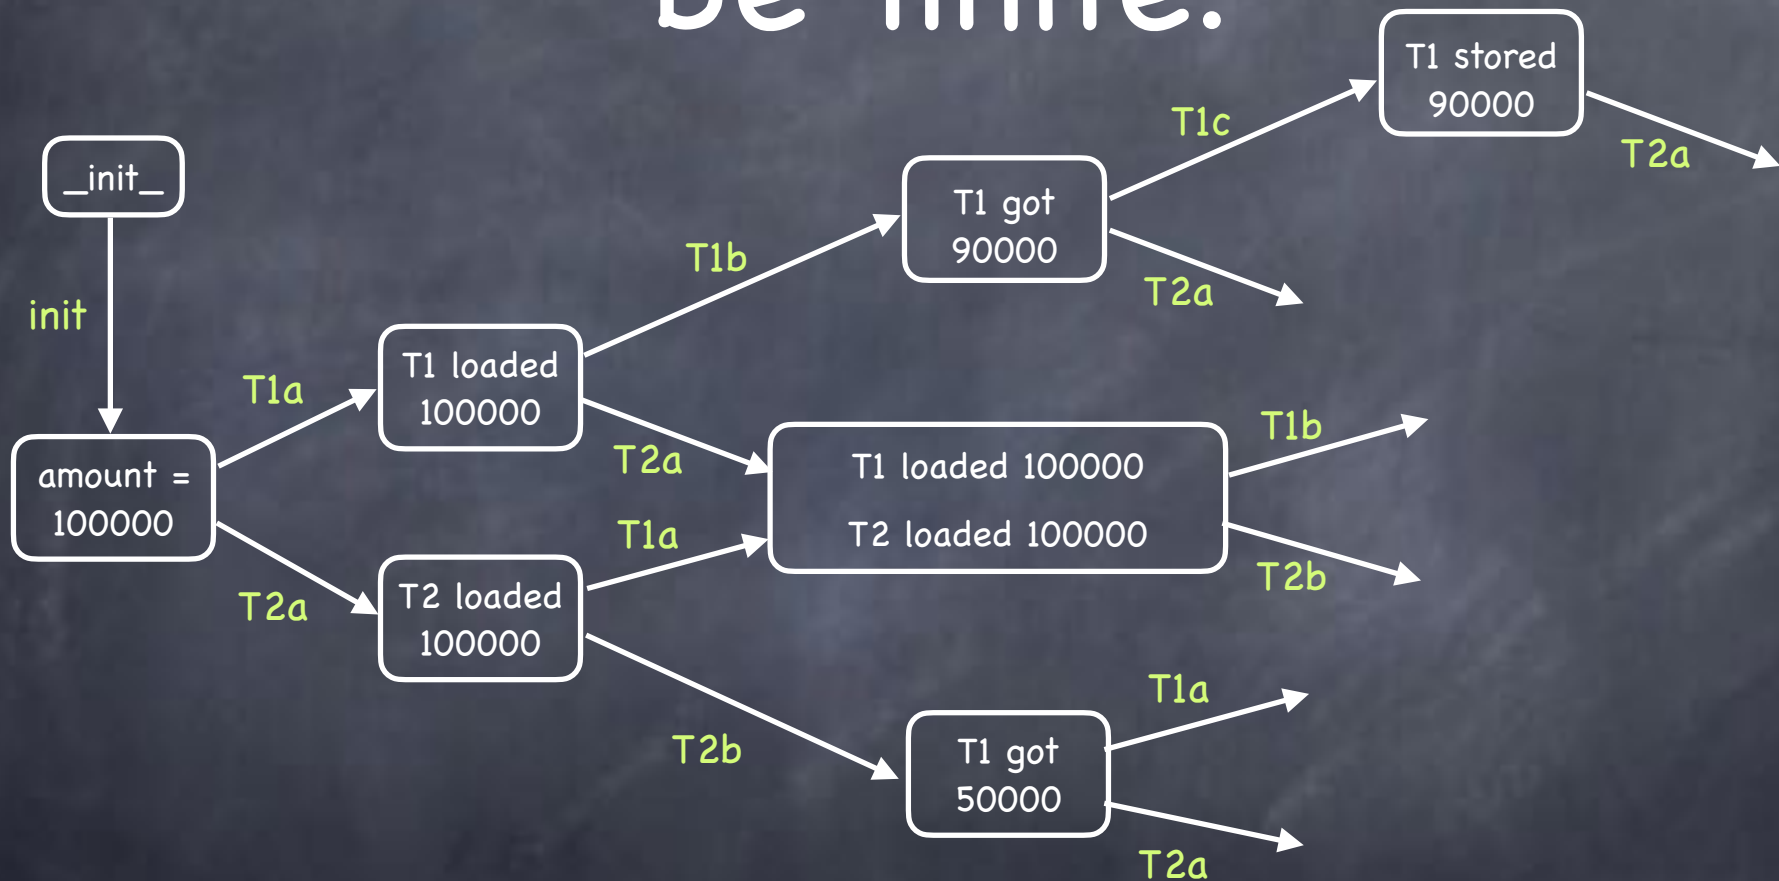 be finite.
T1 stored
90000
T1c
T2a
_init_
T1 got
90000
T1b
T2a
init
T1 loaded
100000
T1a
T2a
T1b
T1 loaded 100000
T2 loaded 100000
amount =
100000
T1a
T2b
T2a
T2 loaded
100000
T1a
T2b
T1 got
50000
T2a